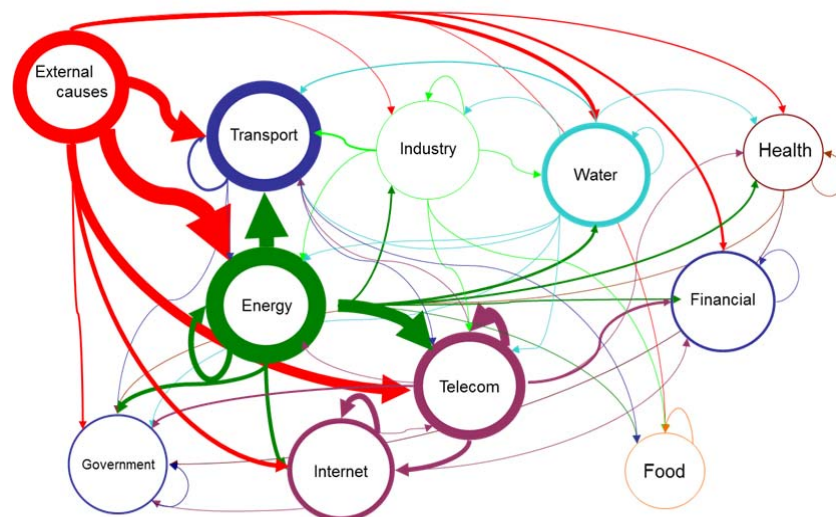 External
causes
Transport
Industry
Water
Health
Energy
Financial
Telecom
Government
Internet
Food